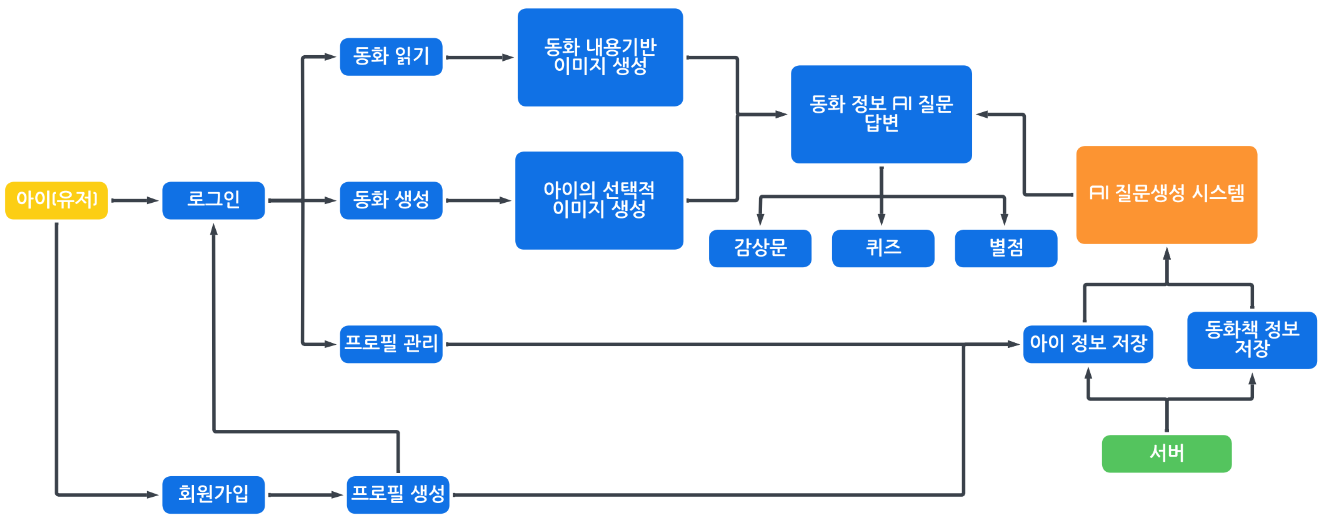 동화 읽기
동화 내용기반
이미지 생성
동화 정보 AI 질문
답변
아이(유저)
로그인
동화 생성
아이의 선택적
이미지 생성
AI 질문생성 시스템
감상문
퀴즈
별점
프로필 관리
아이 정보 저장
동화책 정보
저장
서버
회원가입
프로필 생성